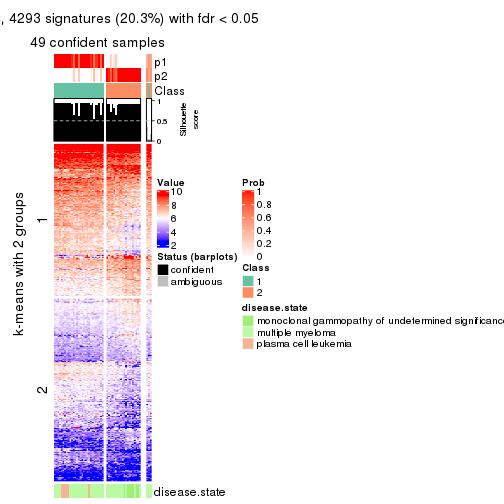 , 4293 signatures (20.3%) with fdr < 0.05
49 confident samples
p1
p2
Class
1
0.5
0
Silhouette
score
k-means with 2 groups
1
2
Value
10
8
6
4
2
Status (barplots)
confident
ambiguous
Prob
1
0.8
0.6
0.4
0.2
0
Class
1
2
disease.state
monoclonal gammopathy of undetermined significance
multiple myeloma
plasma cell leukemia
disease.state